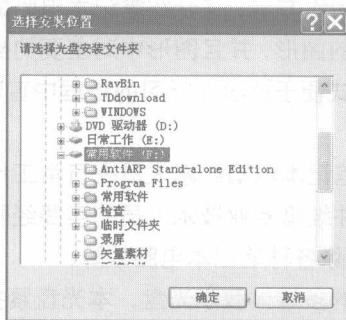 选择安装位置
请选择光盘安装文件夹
RavBin
TDdownload
WINDOWS
DVD 驱动器 (D:)
日常工作 (E:)
常用软件 (F:)
AntiARP Stand-alone Edition
Program Files
常用软件
检查
临时文件夹
录屏
矢量素材
确定 取消